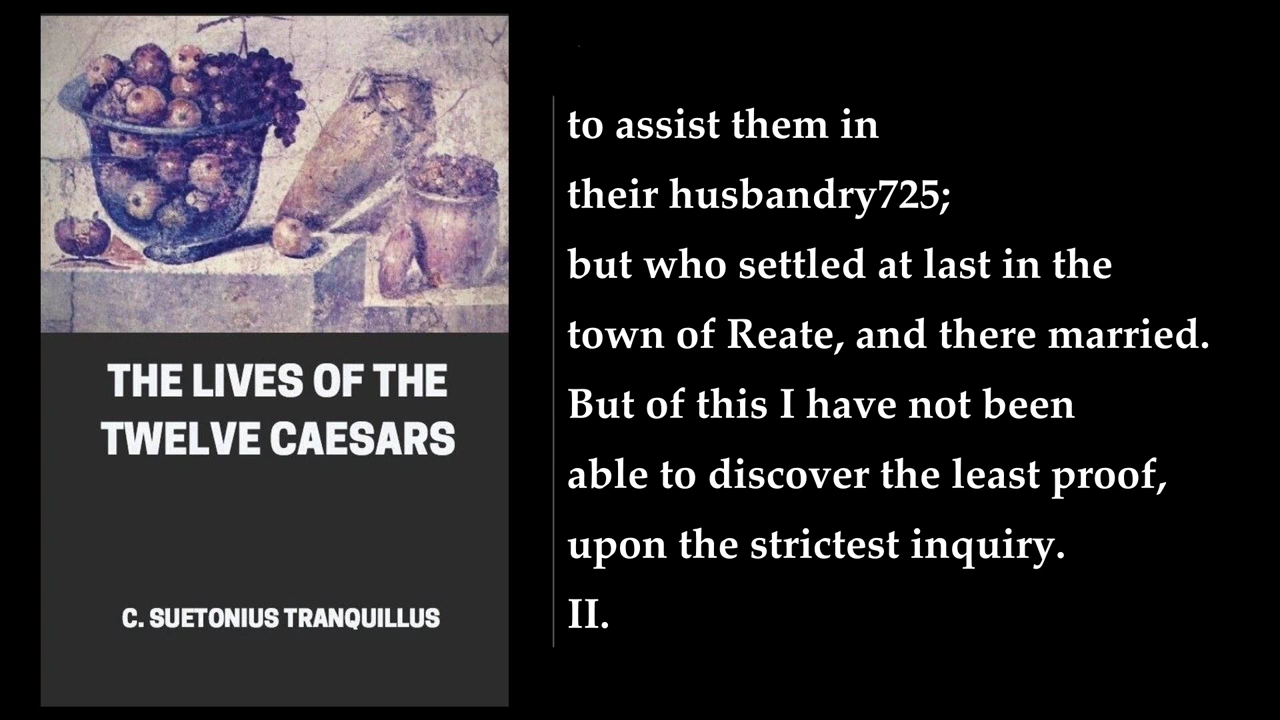 THE LIVES OF THE
TWELVE CAESARS
C. SUETONIUS TRANQUILLUS
to assist them in
their husbandry725;
but who settled at last in the
town of Reate, and there married.
But of this I have not been
able to discover the least proof,
upon the strictest inquiry.
II.